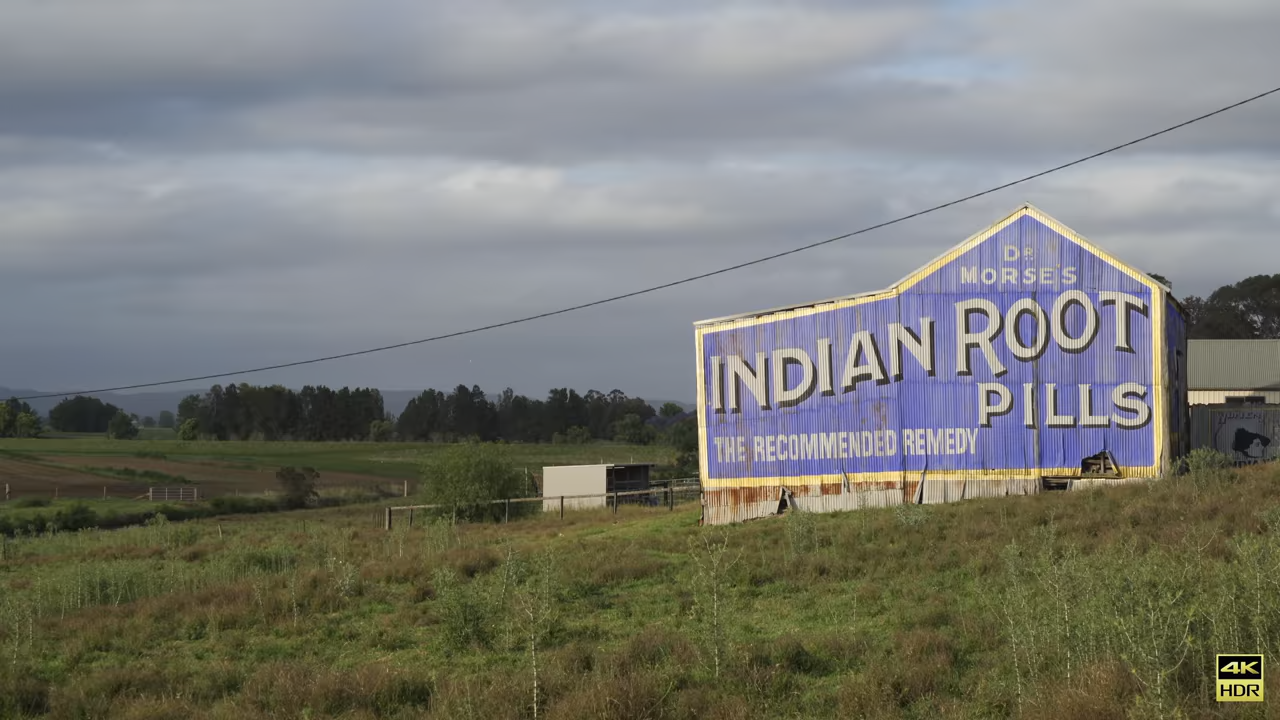 DR
MORSE'S
INDIAN ROOT
PILLS
THE RECOMMENDED REMEDY
4K
HDR